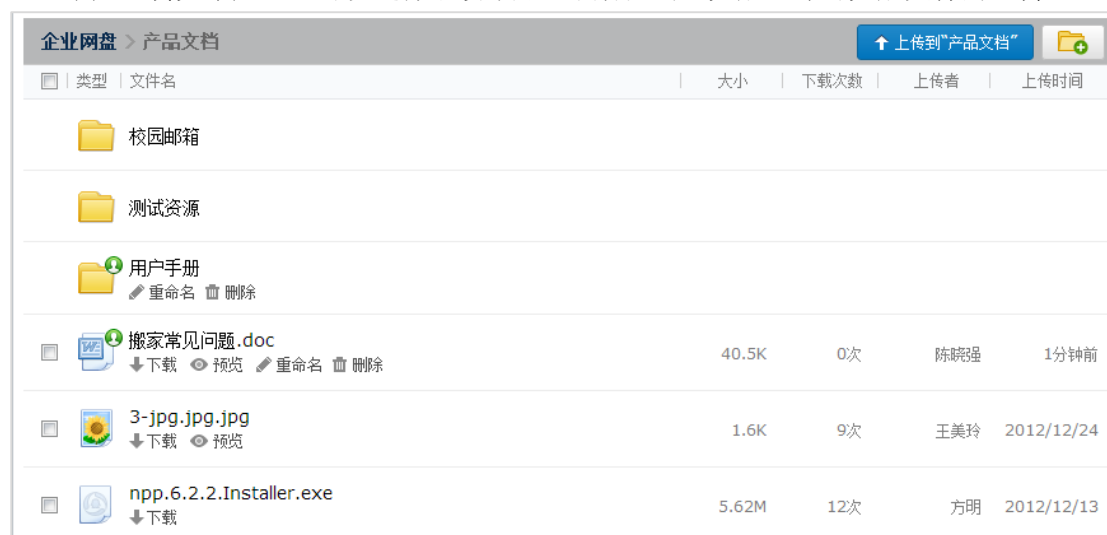 企业网盘 > 产品文档 上传到"产品文档"
类型 文件名 大小 下载次数 上传者 上传时间
校园邮箱
测试资源
用户手册
重命名 删除
搬家常见问题.doc
下载 预览 重命名 删除 40.5K 0次 陈晓强 1分钟前
3-jpg.jpg.jpg
下载 预览 1.6K 9次 王美玲 2012/12/24
npp.6.2.2.Installer.exe
下载 5.62M 12次 方明 2012/12/13